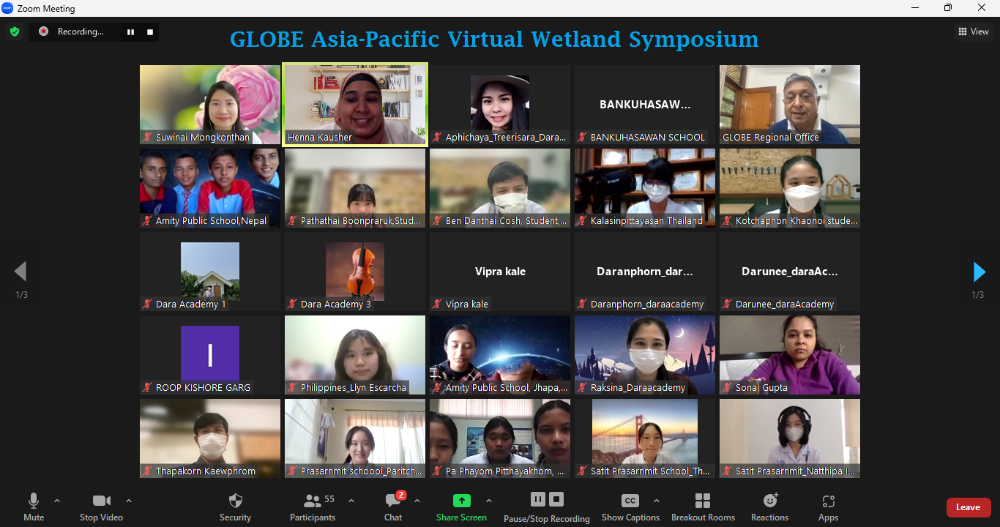 zoom Zoom Meeting
Recording...
GLOBE Asia-Pacific Virtual Wetland Symposium
View
Suwinai Mongkonthan
Henna Kausher
Aphichaya_Treerisara_Dara...
BANKUHASAW...
BANKUHASAWAN SCHOOL
GLOBE Regional Office
Amity Public School,Nepal
Pathathai Boonpraruk,Stud...
Ben Danthai Cosh, Student,...
Kalasinpittayasan Thailand
Kotchaphon Khaonoi,stude...
1/3
Dara Academy 1
Dara Academy 3
Vipra kale
Vipra kale
Daranphorn_dar...
Daranphorn_daraacademy
Darunee_daraAc...
Darunee_daraAcademy
1/3
I
ROOP KISHORE GARG
Philippines_Llyn Escarcha
Amity Public School, Jhapa,...
Raksina_Daraacademy
Sonal Gupta
Thapakorn Kaewphrom
Prasarnmit schoool_Paritch...
Pa Phayom Pitthayakhom, ...
Satit Prasarnmit School_Th...
Satit Prasarnmit_Natthipa I...
Mute
Stop Video
Security
55
Participants
2
Chat
Share Screen
Pause/Stop Recording
CC
Show Captions
Breakout Rooms
Reactions
Apps
Leave